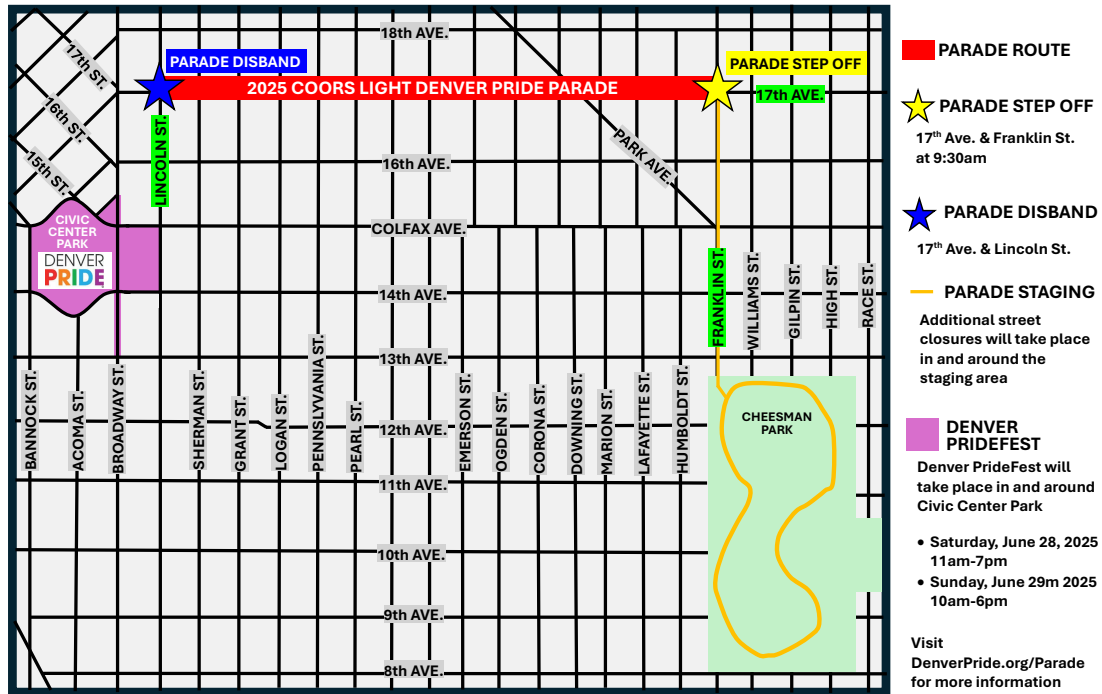 18th AVE.
17th ST.
PARADE DISBAND
PARADE STEP OFF
2025 COORS LIGHT DENVER PRIDE PARADE
17th AVE.
16th ST.
LINCOLN ST.
PARK AVE.
16th AVE.
15th ST.
CIVIC
CENTER
PARK
DENVER
PRIDE
COLFAX AVE.
14th AVE.
FRANKLIN ST.
WILLIAMS ST.
GILPIN ST.
HIGH ST.
RACE ST.
13th AVE.
BANNOCK ST.
ACOMA ST.
BROADWAY ST.
SHERMAN ST.
GRANT ST.
LOGAN ST.
PENNSYLVANIA ST.
PEARL ST.
EMERSON ST.
OGDEN ST.
CORONA ST.
DOWNING ST.
MARION ST.
LAFAYETTE ST.
HUMBOLDT ST.
CHEESMAN
PARK
12th AVE.
11th AVE.
10th AVE.
9th AVE.
8th AVE.
PARADE ROUTE
PARADE STEP OFF
17th Ave. & Franklin St.
at 9:30am
PARADE DISBAND
17th Ave. & Lincoln St.
PARADE STAGING
Additional street
closures will take place
in and around the
staging area
DENVER
PRIDEFEST
Denver PrideFest will
take place in and around
Civic Center Park
• Saturday, June 28, 2025
11am-7pm
• Sunday, June 29m 2025
10am-6pm
Visit
DenverPride.org/Parade
for more information